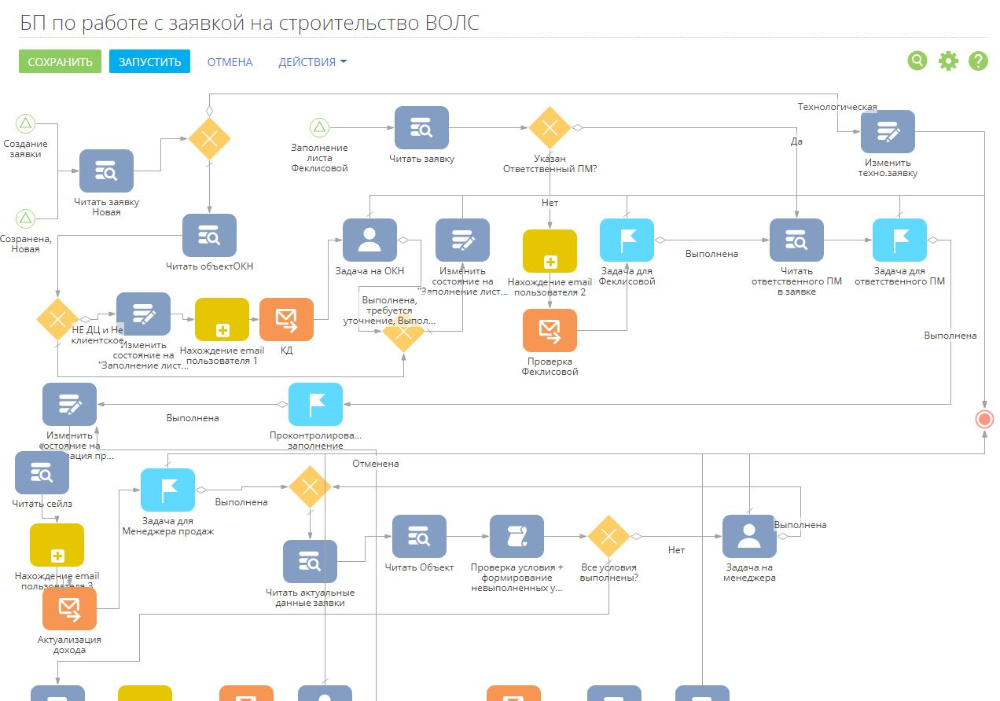 БП по работе с заявкой на строительство ВОЛС
СОХРАНИТЬ
ЗАПУСТИТЬ
ОТМЕНА
ДЕЙСТВИЯ
Технологическая
Создание
заявки
Читать заявку
Новая
Заполнение
листа
Феклисовой
Читать заявку
Указан
Ответственный ПМ?
Да
Изменить
техно.заявку
Созранена,
Новая
Читать объектОКН
Нет
Задача на ОКН
Изменить
состояние на
"Заполнение лист...
Нахождение email
пользователя 2
Задача для
Феклисовой
Выполнена
Читать
ответственного ПМ
в заявке
Задача для
ответственного ПМ
НЕ ДЦ и Не
клиентское
Изменить
состояние на
"Заполнение лист...
Нахождение email
пользователя 1
КД
Выполнена,
требуется
уточнение, Выпол...
Проверка
Феклисовой
Выполнена
Изменить
состояние на
ация пр...
Выполнена
Проконтролирова...
заполнение
Отменена
Читать сейлз
Задача для
Менеджера продаж
Выполнена
Читать актуальные
данные заявки
Читать Объект
Проверка условия +
формирование
невыполненных у...
Все условия
выполнены?
Нет
Задача на
менеджера
Выполнена
Нахождение email
пользователя 3
Актуализация
дохода